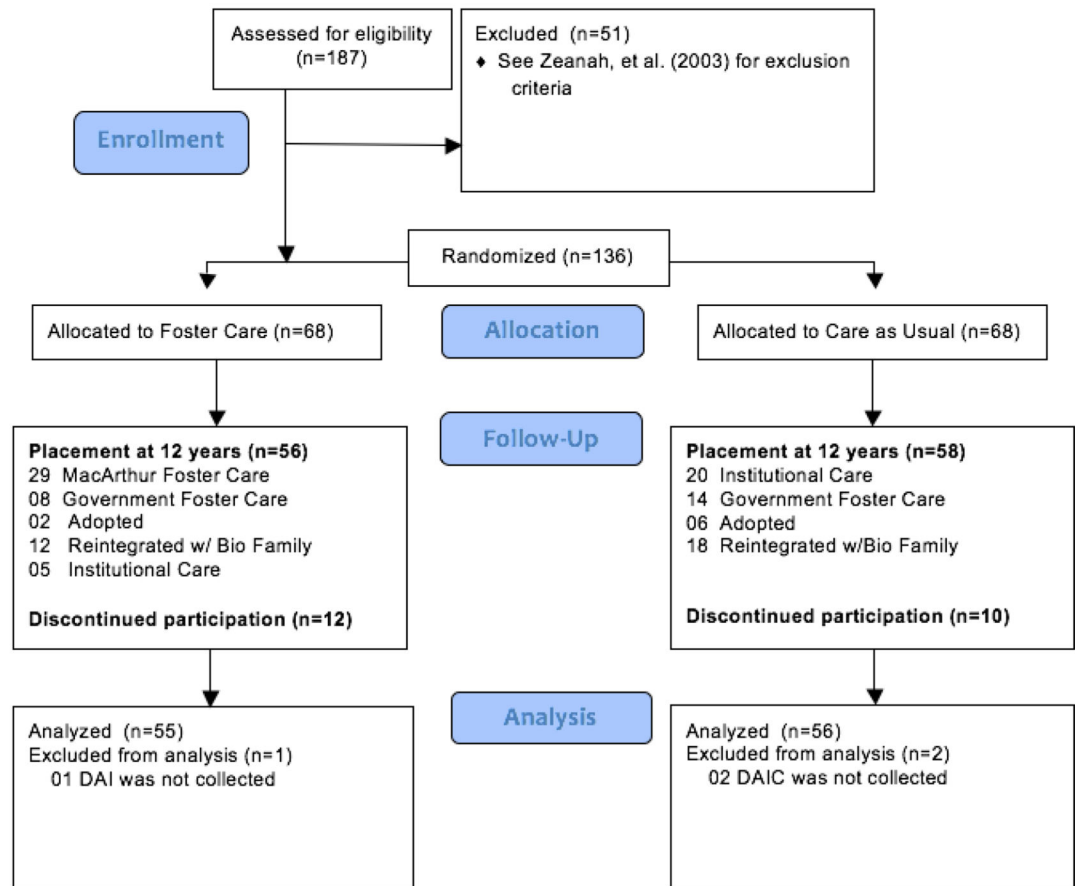 Assessed for eligibility
(n=187)
Excluded (n=51)
♦ See Zeanah, et al. (2003) for exclusion
criteria
Enrollment
Randomized (n=136)
Allocated to Foster Care (n=68)
Allocation
Allocated to Care as Usual (n=68)
Follow-Up
Placement at 12 years (n=56)
29 MacArthur Foster Care
08 Government Foster Care
02 Adopted
12 Reintegrated w/ Bio Family
05 Institutional Care
Discontinued participation (n=12)
Placement at 12 years (n=58)
20 Institutional Care
14 Government Foster Care
06 Adopted
18 Reintegrated w/Bio Family
Discontinued participation (n=10)
Analysis
Analyzed (n=55)
Excluded from analysis (n=1)
01 DAI was not collected
Analyzed (n=56)
Excluded from analysis (n=2)
02 DAIC was not collected